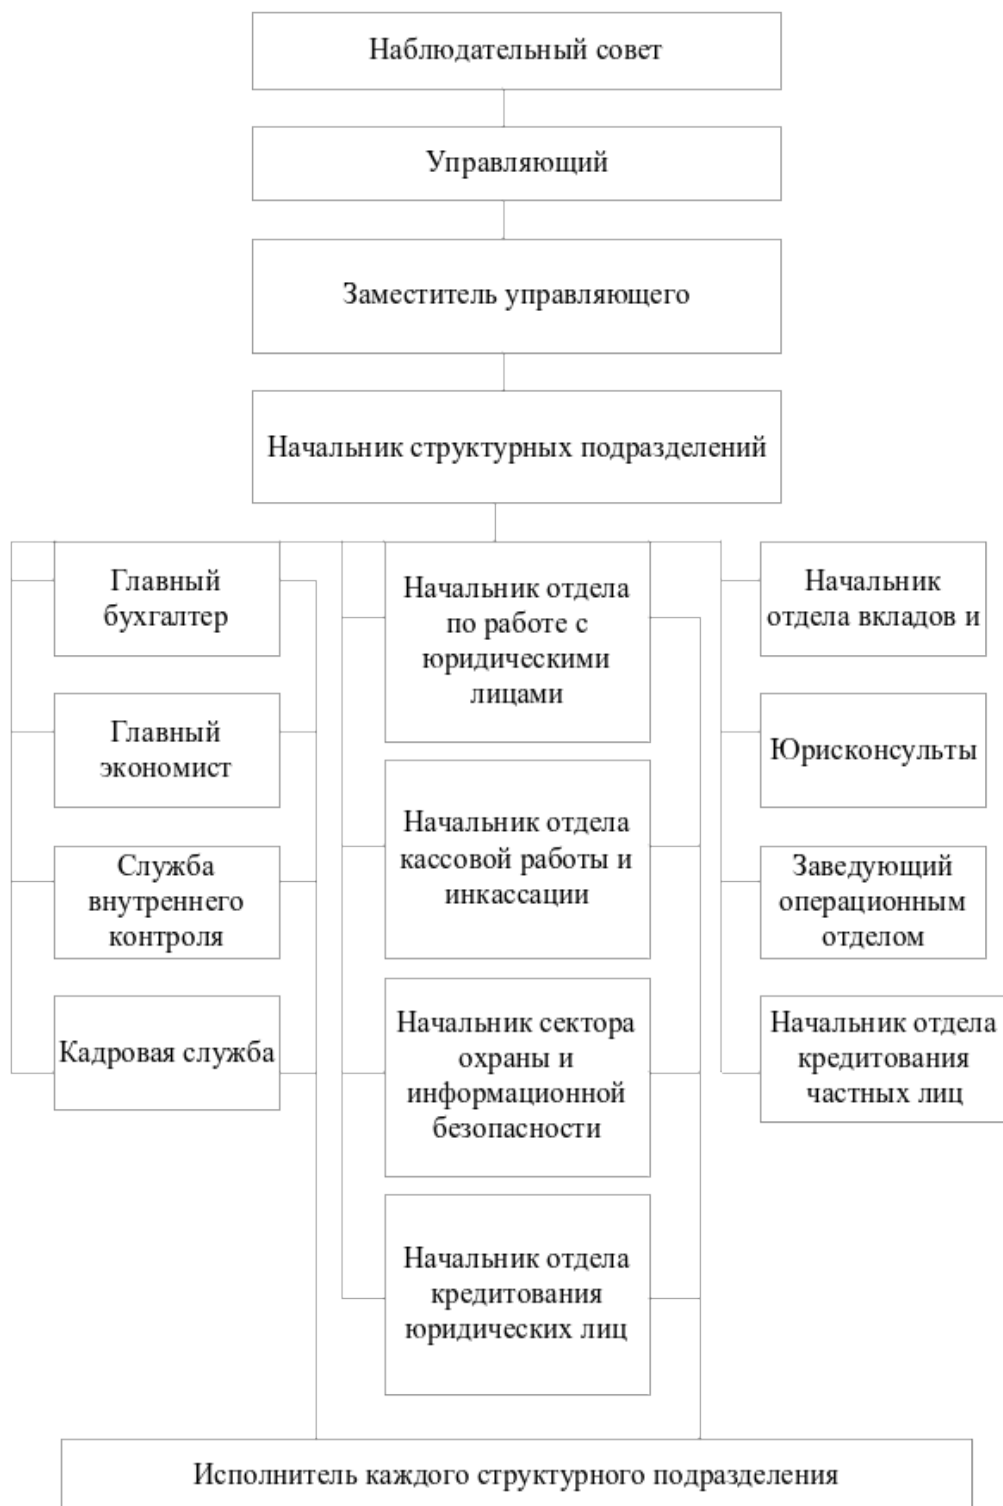 Наблюдательный совет
Управляющий
Заместитель управляющего
Начальник структурных подразделений
Главный
бухгалтер
Главный
экономист
Служба
внутреннего
контроля
Кадровая служба
Начальник отдела
по работе с
юридическими
лицами
Начальник отдела
кассовой работы и
инкассации
Начальник сектора
охраны и
информационной
безопасности
Начальник отдела
кредитования
юридических лиц
Начальник
отдела вкладов и
Юрисконсульты
Заведующий
операционным
отделом
Начальник отдела
кредитования
частных лиц
Исполнитель каждого структурного подразделения